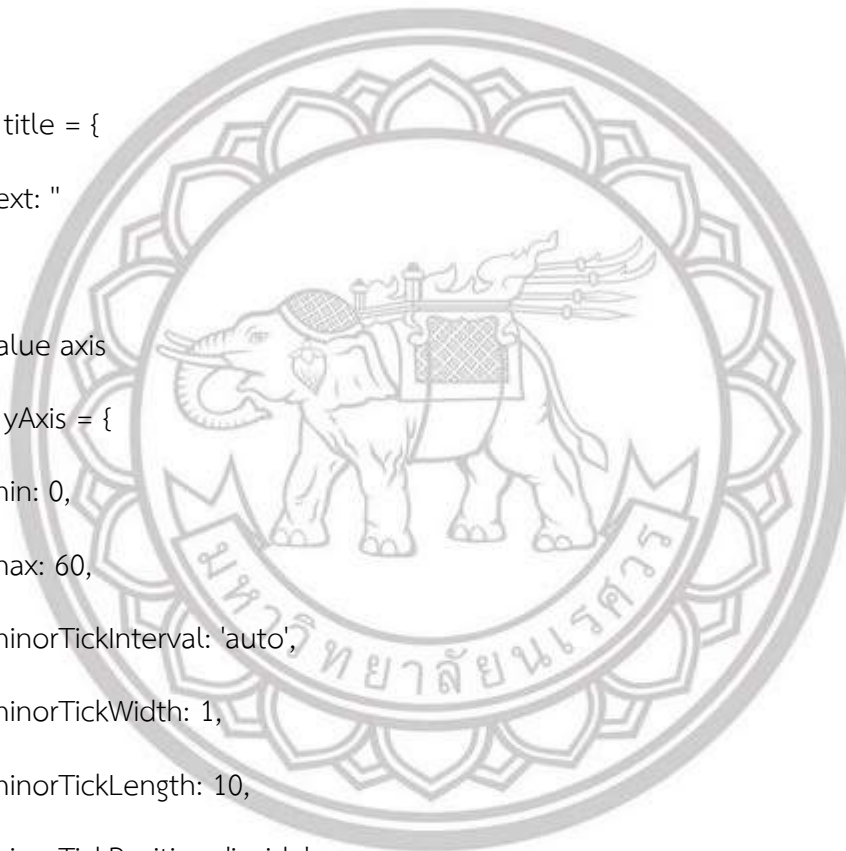 title = {
ext: ''
alue axis
yAxis = {
nin: 0,
nax: 60,
ninorTickInterval: 'auto',
ninorTickWidth: 1,
ninorTickLength: 10,
มหาวิทยาลัยนเรศวร